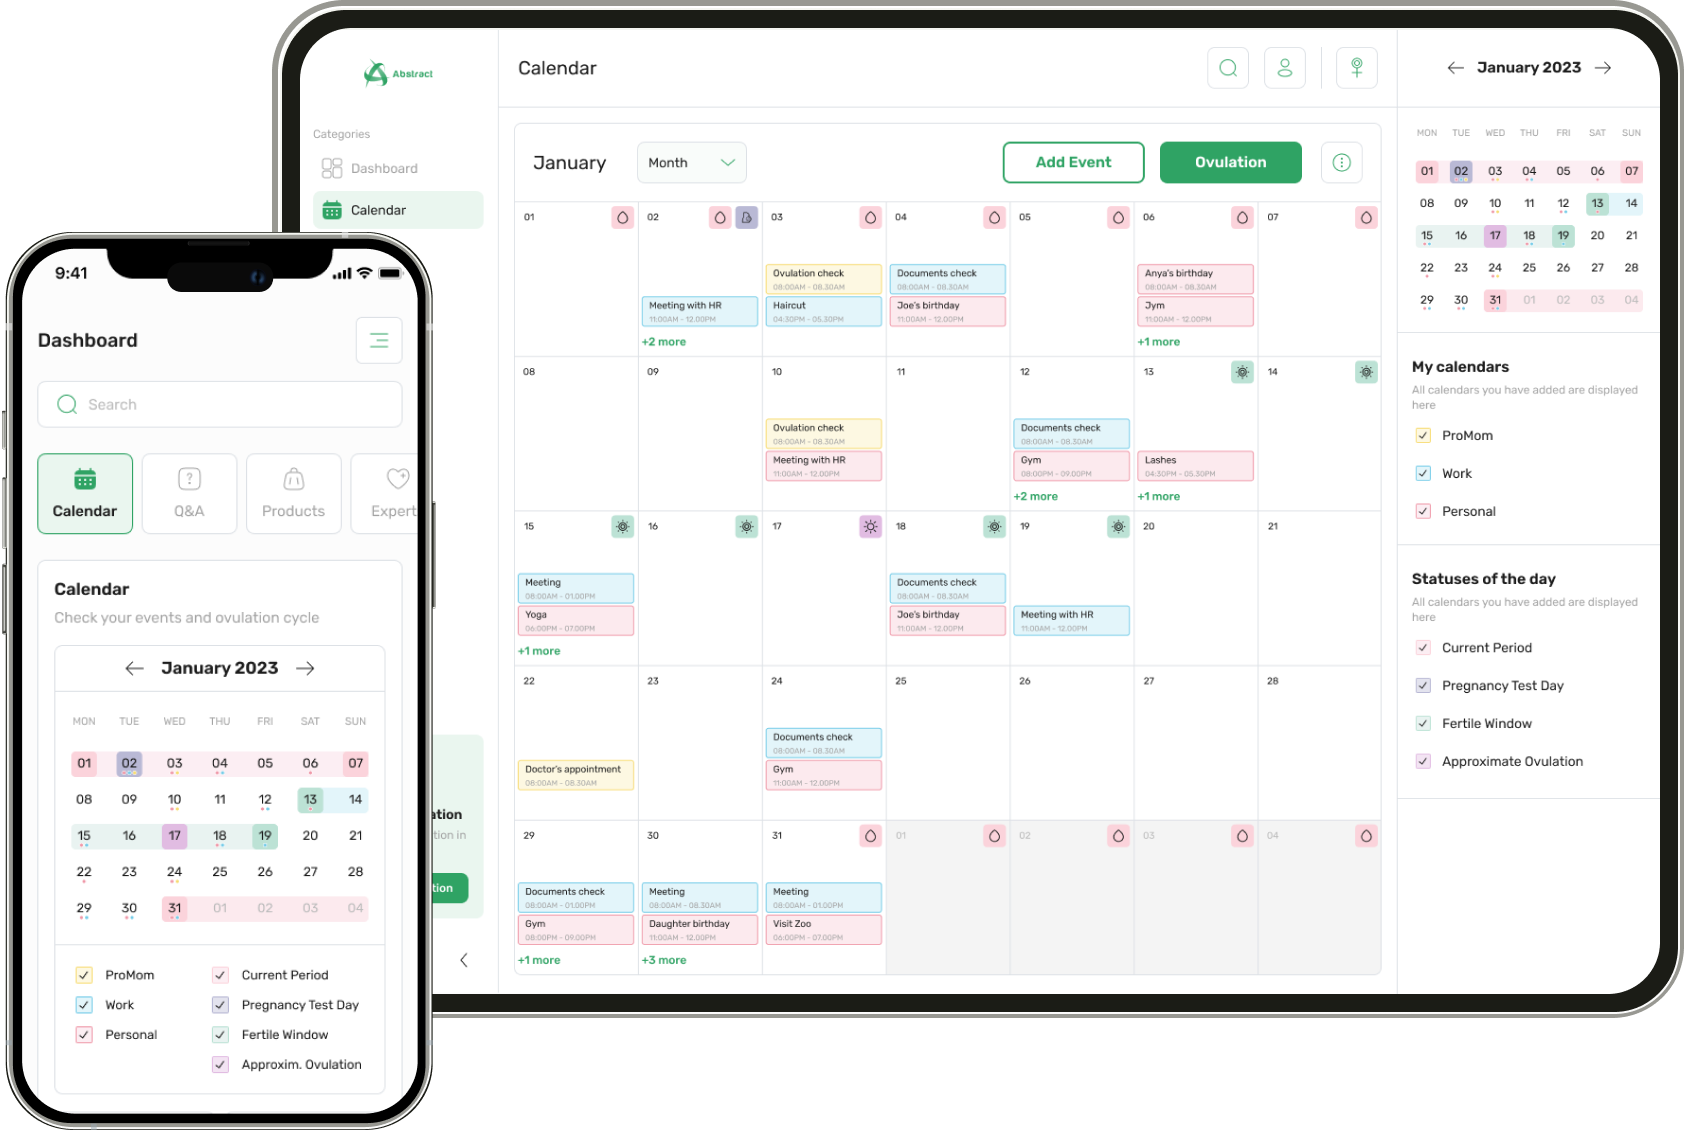 Abstract
Categories
Dashboard
Calendar
ation
tion in
tion
Calendar
January
Month
Add Event
Ovulation
01
02
03
04
05
06
07
Ovulation check
08:00AM - 08.30AM
Documents check
08:00AM - 08.30AM
Anya's birthday
08:00AM - 08.30AM
Meeting with HR
11:00AM - 12.00PM
Haircut
04:30PM - 05.30PM
Joe's birthday
11:00AM - 12.00PM
Jym
11:00AM - 12.00PM
+2 more
+1 more
08
09
10
11
12
13
14
Ovulation check
08:00AM - 08.30AM
Documents check
08:00AM - 08.30AM
Meeting with HR
11:00AM - 12.00PM
Gym
08:00PM - 09.00PM
Lashes
04:30PM - 05.30PM
+2 more
+1 more
15
16
17
18
19
20
21
Meeting
08:00AM - 01.00PM
Documents check
08:00AM - 08.30AM
Yoga
06.00PM - 07.00PM
Joe's birthday
11:00AM - 12.00PM
Meeting with HR
11:00AM - 12.00PM
+1 more
22
23
24
25
26
27
28
Documents check
08:00AM - 08.30AM
Doctor's appointment
08:00AM - 08.30AM
Gym
11:00AM - 12.00PM
29
30
31
01
02
03
04
Documents check
08:00AM - 01.00PM
Meeting
08:00AM - 08.30AM
Meeting
08:00AM - 01.00PM
Gym
08:00PM - 09.00PM
Daughter birthday
11:00AM - 12.00PM
Visit Zoo
06:00PM - 07.00PM
+1 more
+3 more
January 2023
MON TUE WED THU FRI SAT SUN
01 02 03 04 05 06 07
08 09 10 11 12 13 14
15 16 17 18 19 20 21
22 23 24 25 26 27 28
29 30 31 01 02 03 04
My calendars
All calendars you have added are displayed
here
ProMom
Work
Personal
Statuses of the day
All calendars you have added are displayed
here
Current Period
Pregnancy Test Day
Fertile Window
Approximate Ovulation
9:41
Dashboard
Search
Calendar
Q&A
Products
Expert
Calendar
Check your events and ovulation cycle
January 2023
MON TUE WED THU FRI SAT SUN
01 02 03 04 05 06 07
08 09 10 11 12 13 14
15 16 17 18 19 20 21
22 23 24 25 26 27 28
29 30 31 01 02 03 04
ProMom
Work
Personal
Current Period
Pregnancy Test Day
Fertile Window
Approxim. Ovulation